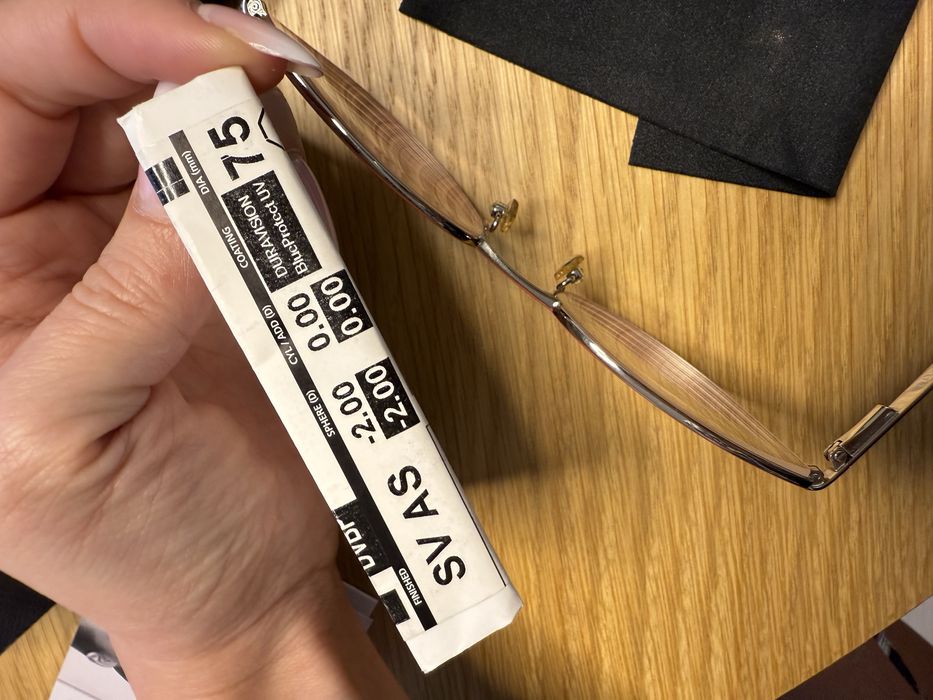 FINISHED
SV AS
SPHERE (D)
-2.00
-2.00
CYL / ADD (D)
0.00
0.00
COATING
DURAVISION
BlueProtect UV
DIA (mm)
75